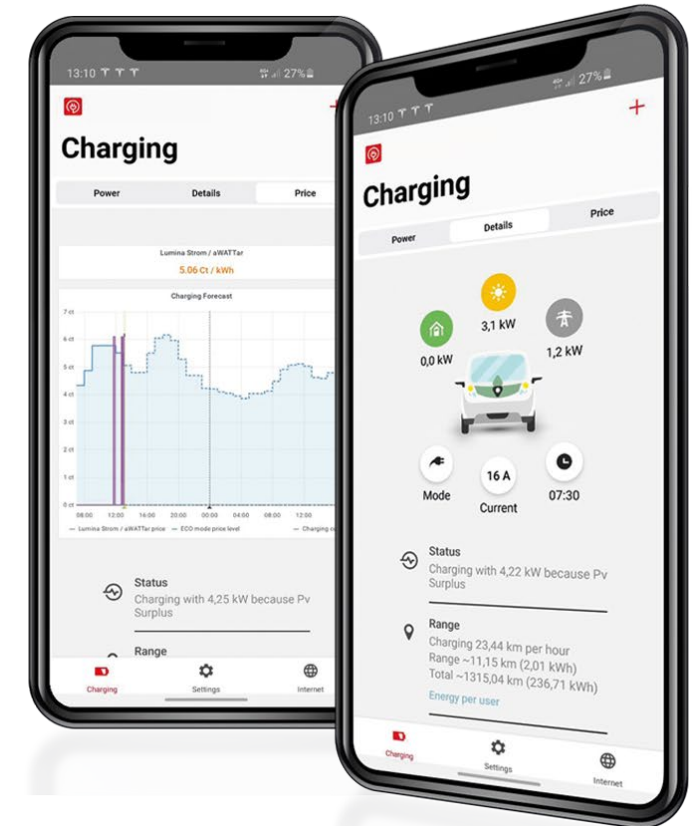 13:10
27%
Charging
Power
Details
Price
Lumina Strom / aWATTar
5.06 Ct / kWh
Charging Forecast
7 ct
6 ct
5 ct
4 ct
3 ct
2 ct
1 ct
0 ct
08:00 12:00 16:00 20:00 00:00 04:00 08:00 12:00
Lumina Strom / aWATTar price
ECO mode price level
Charging
Status
Charging with 4,25 kW because Pv
Surplus
Range
Charging
Settings
Internet
13:10
27%
Charging
Power
Details
Price
3,1 kW
0,0 kW
1,2 kW
Mode
16 A
Current
07:30
Status
Charging with 4,22 kW because Pv
Surplus
Range
Charging 23,44 km per hour
Range ~11,15 km (2,01 kWh)
Total ~1315,04 km (236,71 kWh)
Energy per user
Charging
Settings
Internet